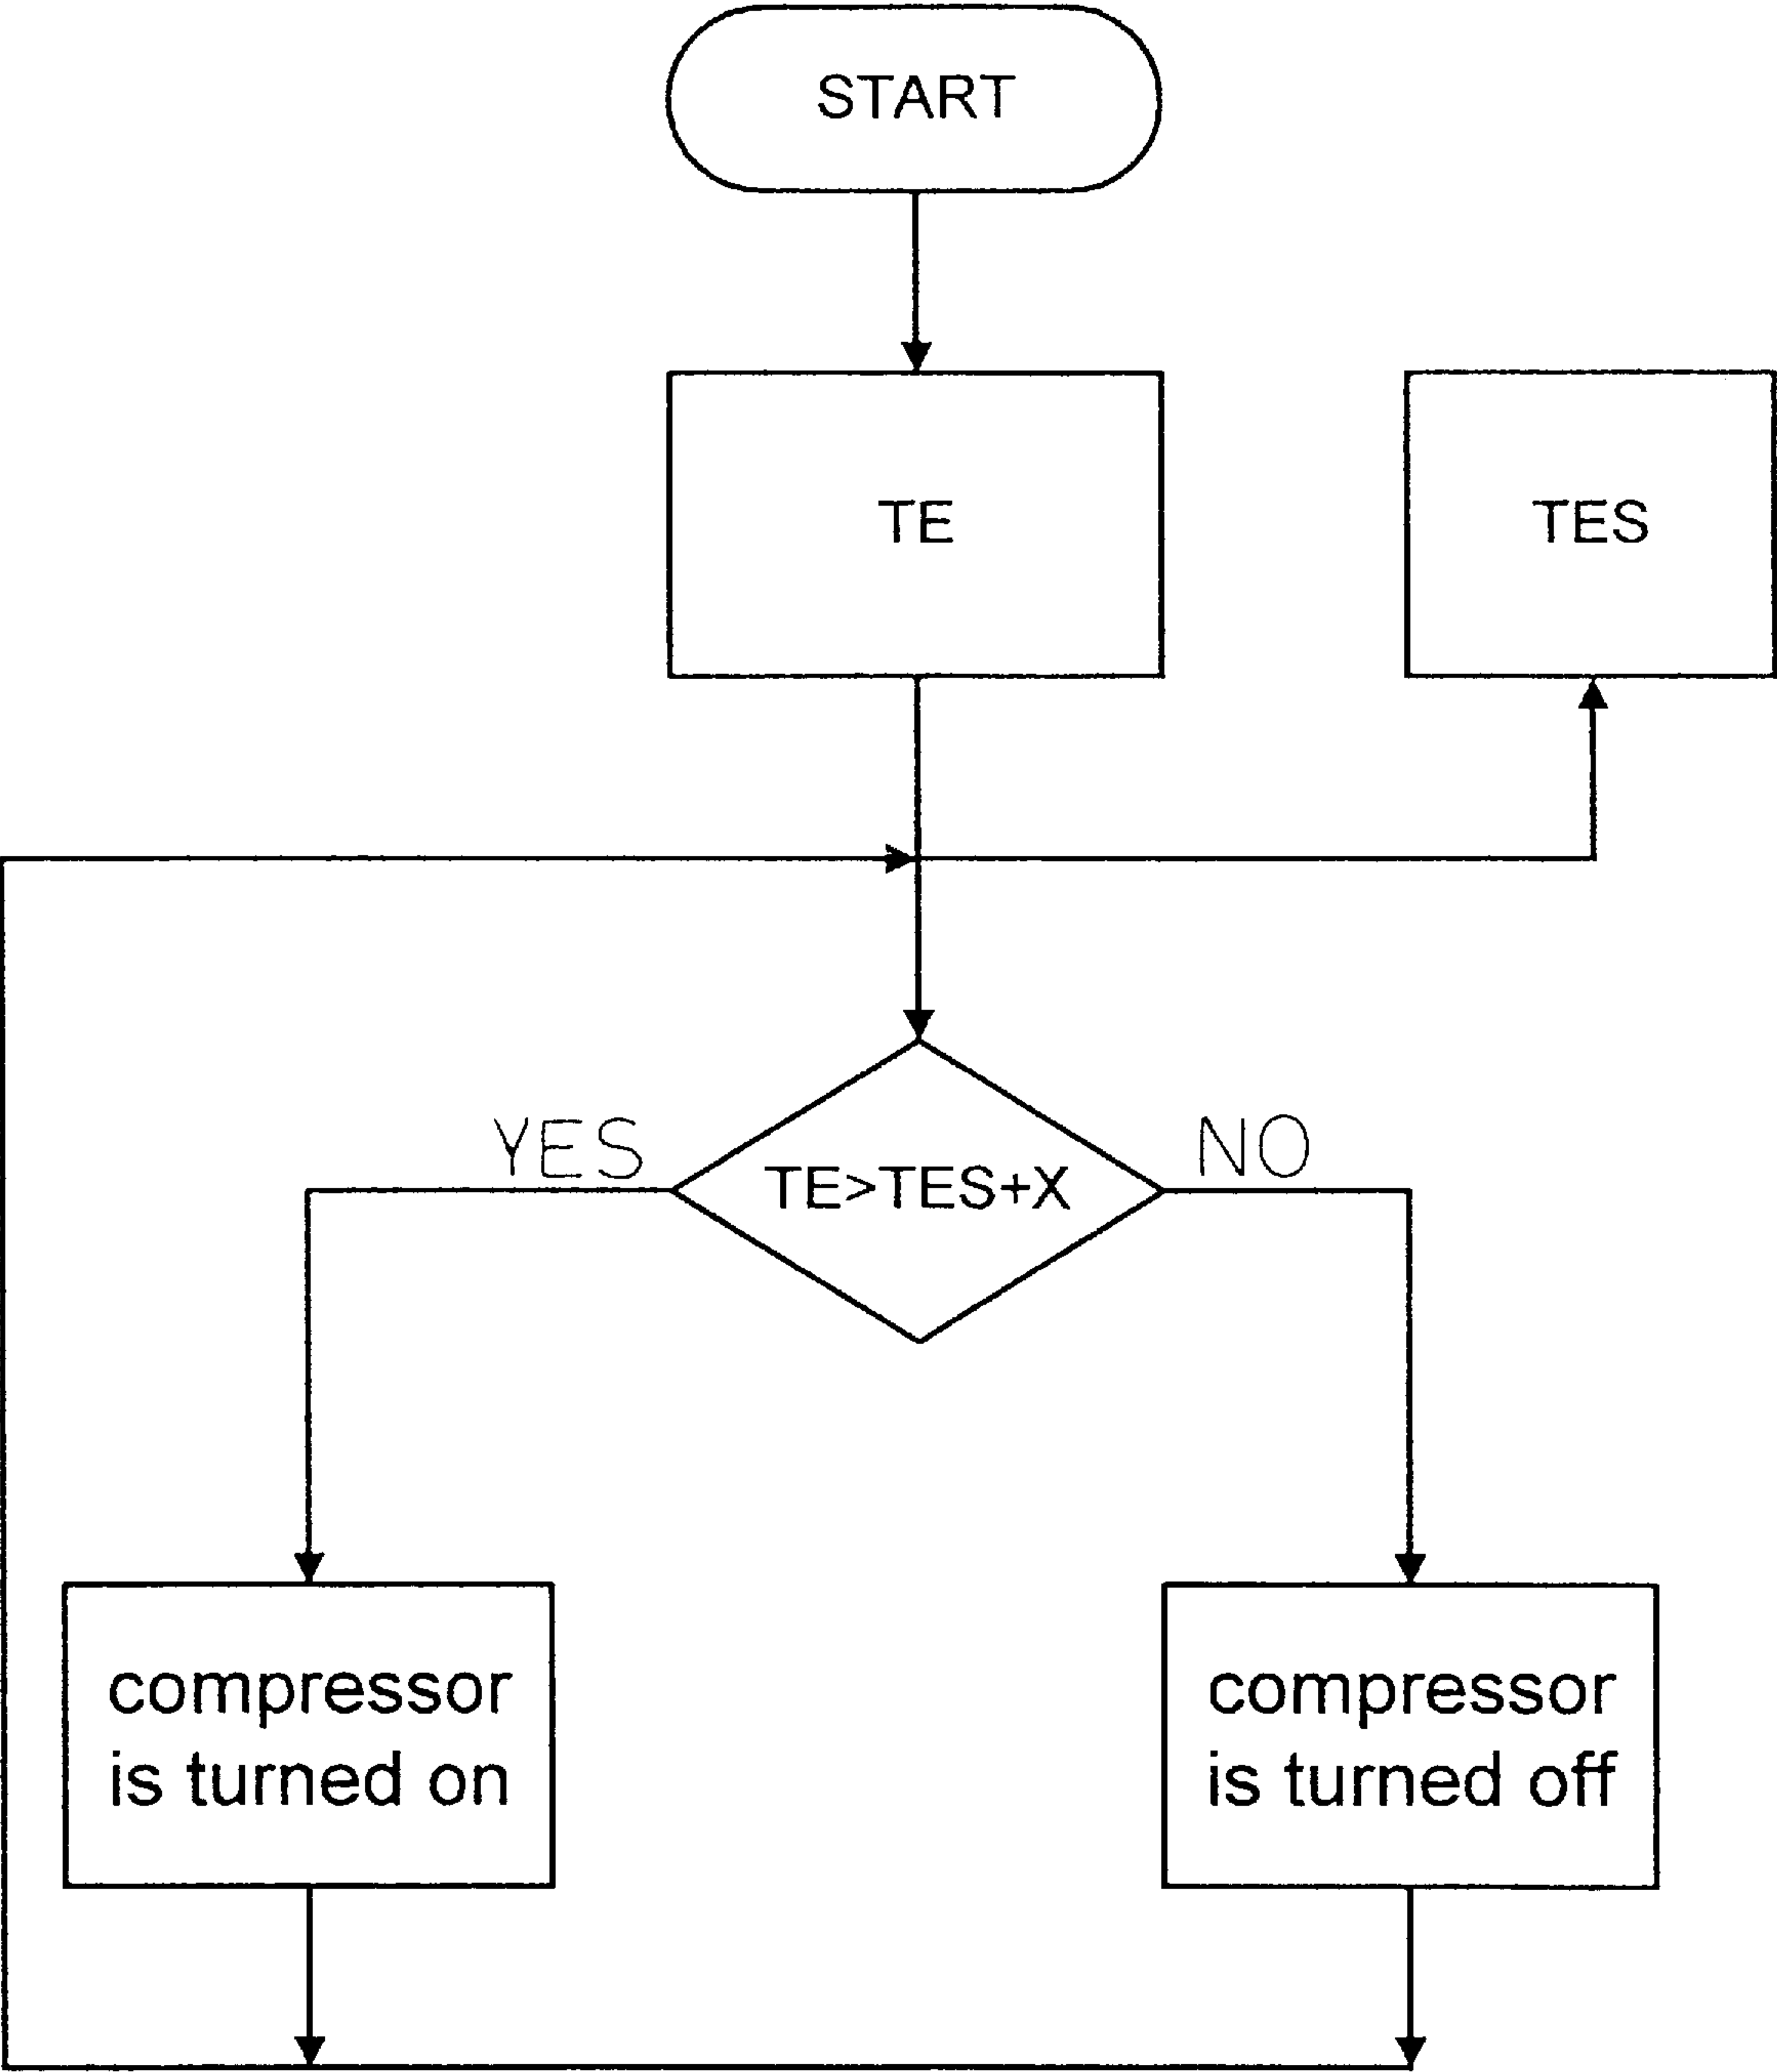 START
TE
TES
YES
NO
TE>TES+X
compressor
is turned on
compressor
is turned off